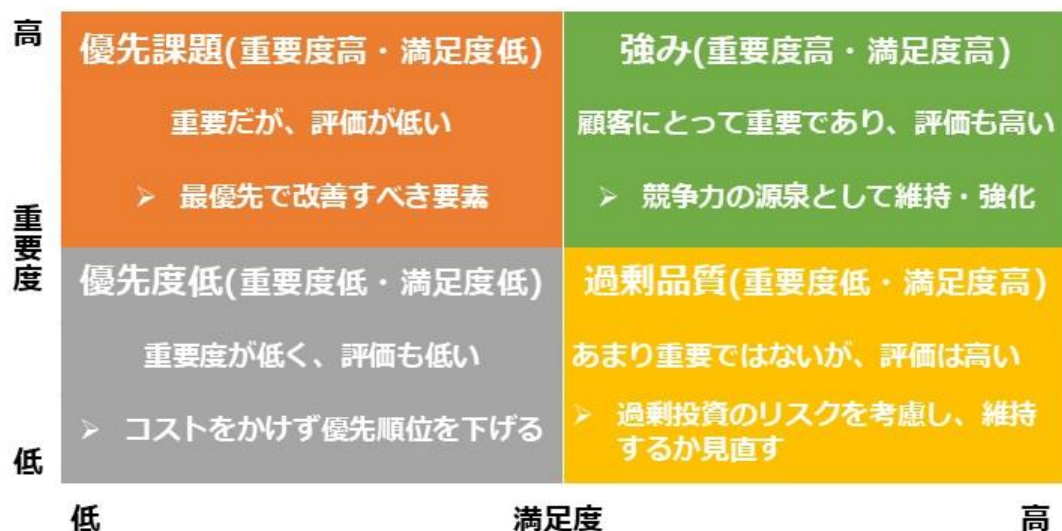 高
優先課題(重要度高・満足度低)
重要だが、評価が低い
➢ 最優先で改善すべき要素
強み(重要度高・満足度高)
顧客にとって重要であり、評価も高い
➢ 競争力の源泉として維持・強化
重要度
優先度低(重要度低・満足度低)
重要度が低く、評価も低い
➢ コストをかけず優先順位を下げる
過剰品質(重要度低・満足度高)
あまり重要ではないが、評価は高い
➢ 過剰投資のリスクを考慮し、維持
するか見直す
低
低
満足度
高